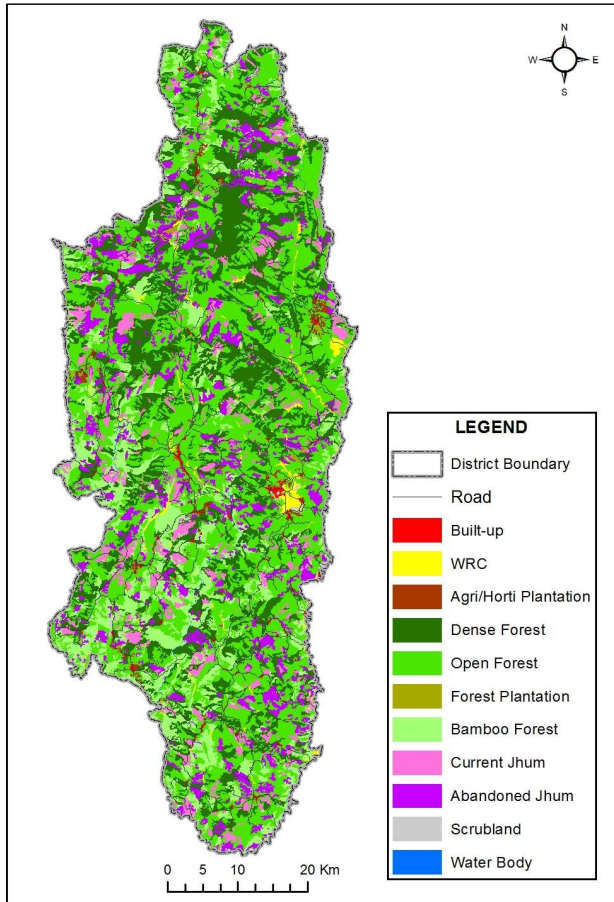 N
W E
S
LEGEND
District Boundary
Road
Built-up
WRC
Agri/Horti Plantation
Dense Forest
Open Forest
Forest Plantation
Bamboo Forest
Current Jhum
Abandoned Jhum
Scrubland
Water Body
0 5 10 20 Km